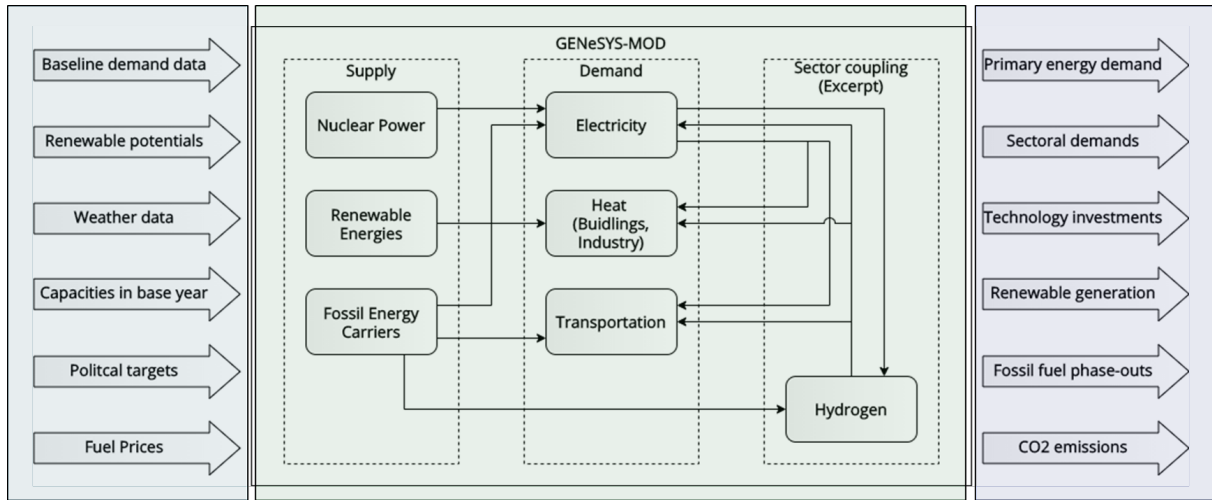 Baseline demand data
Renewable potentials
Weather data
Capacities in base year
Politcal targets
Fuel Prices
GENeSYS-MOD
Supply
Nuclear Power
Renewable
Energies
Fossil Energy
Carriers
Demand
Electricity
Heat
(Buidlings,
Industry)
Transportation
Sector coupling
(Excerpt)
Hydrogen
Primary energy demand
Sectoral demands
Technology investments
Renewable generation
Fossil fuel phase-outs
CO2 emissions